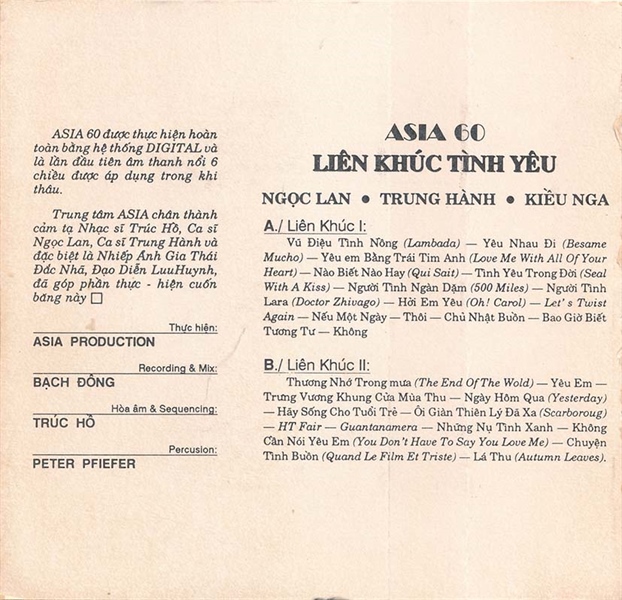 ASIA 60 được thực hiện hoàn
toàn bằng hệ thống DIGITAL và
là lần đầu tiên âm thanh nổi 6
chiều được áp dụng trong khi
thâu.
Trung tâm ASIA chân thành
cảm tạ Nhạc sĩ Trúc Hồ, Ca sĩ
Ngọc Lan, Ca sĩ Trung Hành và
đặc biệt là Nhiếp Ảnh Gia Thái
Đắc Nhã, Đạo Diễn LuuHuynh,
đã góp phần thực - hiện cuốn
băng này □
Thực hiện:
ASIA PRODUCTION
Recording & Mix:
BẠCH ĐÔNG
Hòa âm & Sequencing:
TRÚC HỒ
Percusion:
PETER PFIEFER
ASIA 60
LIÊN KHÚC TÌNH YÊU
NGỌC LAN • TRUNG HÀNH • KIỀU NGA
A./ Liên Khúc I:
Vũ Điệu Tình Nồng (Lambada) — Yêu Nhau Đi (Besame
Mucho) — Yêu em Bằng Trái Tim Anh (Love Me With All Of Your
Heart) — Nào Biết Nào Hay (Qui Sait) — Tình Yêu Trong Đời (Seal
With A Kiss) — Người Tình Ngàn Dặm (500 Miles) — Người Tình
Lara (Doctor Zhivago) — Hỡi Em Yêu (Oh! Carol) — Let's Twist
Again — Nếu Một Ngày — Thôi — Chủ Nhật Buồn — Bao Giờ Biết
Tương Tư — Không
B./ Liên Khúc II:
Thương Nhớ Trong mưa (The End Of The Wold) — Yêu Em —
Trưng Vương Khung Cửa Mùa Thu — Ngày Hôm Qua (Yesterday)
— Hãy Sống Cho Tuổi Trẻ — Ôi Giàn Thiên Lý Đã Xa (Scarboroug)
— HT Fair — Guantanamera — Những Nụ Tình Xanh — Không
Cần Nói Yêu Em (You Don't Have To Say You Love Me) — Chuyện
Tình Buồn (Quand Le Film Et Triste) — Lá Thu (Autumn Leaves).